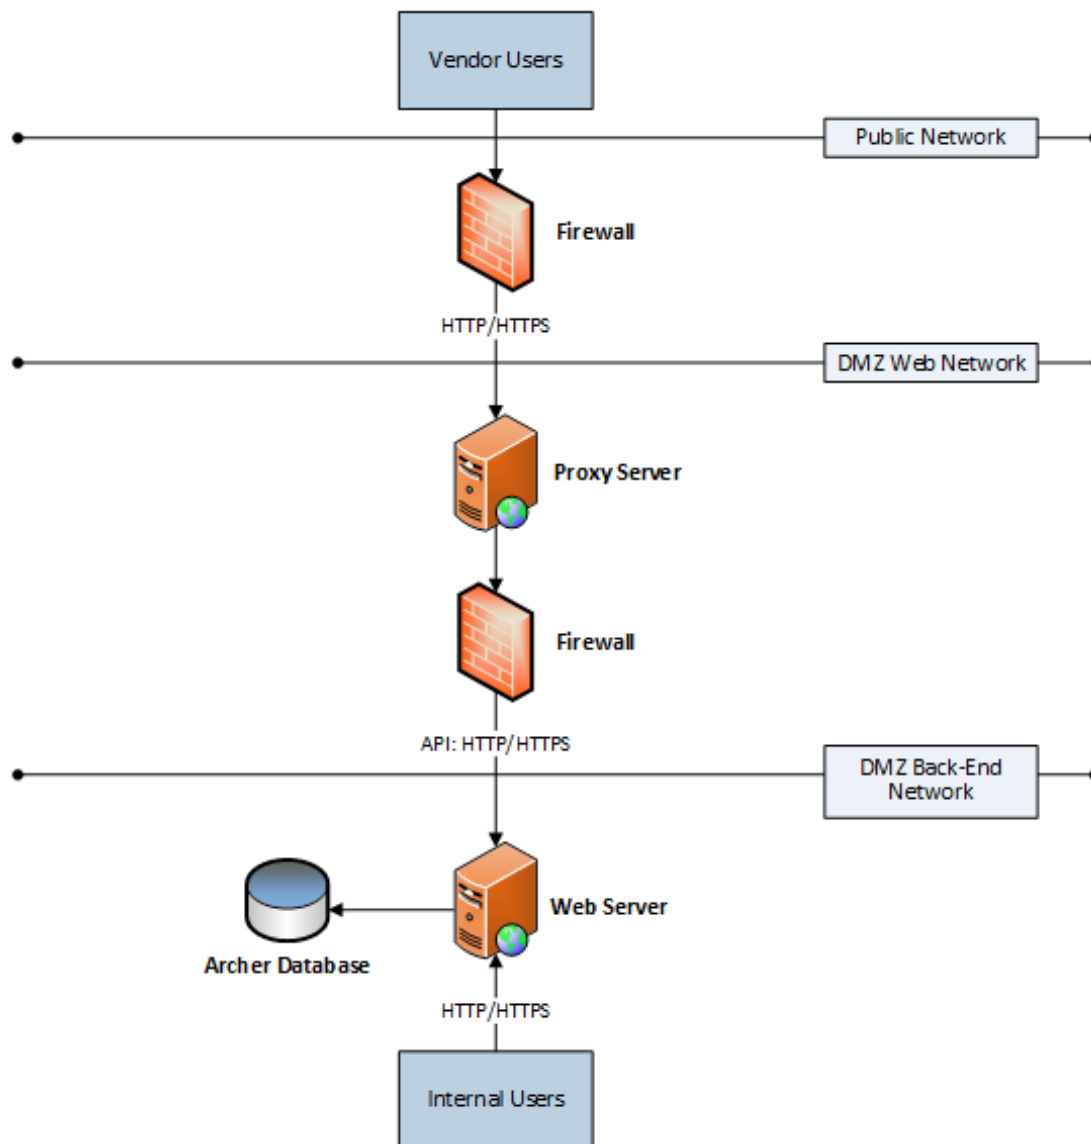 Vendor Users
Public Network
Firewall
HTTP/HTTPS
DMZ Web Network
Proxy Server
Firewall
API: HTTP/HTTPS
DMZ Back-End
Network
Web Server
Archer Database
HTTP/HTTPS
Internal Users